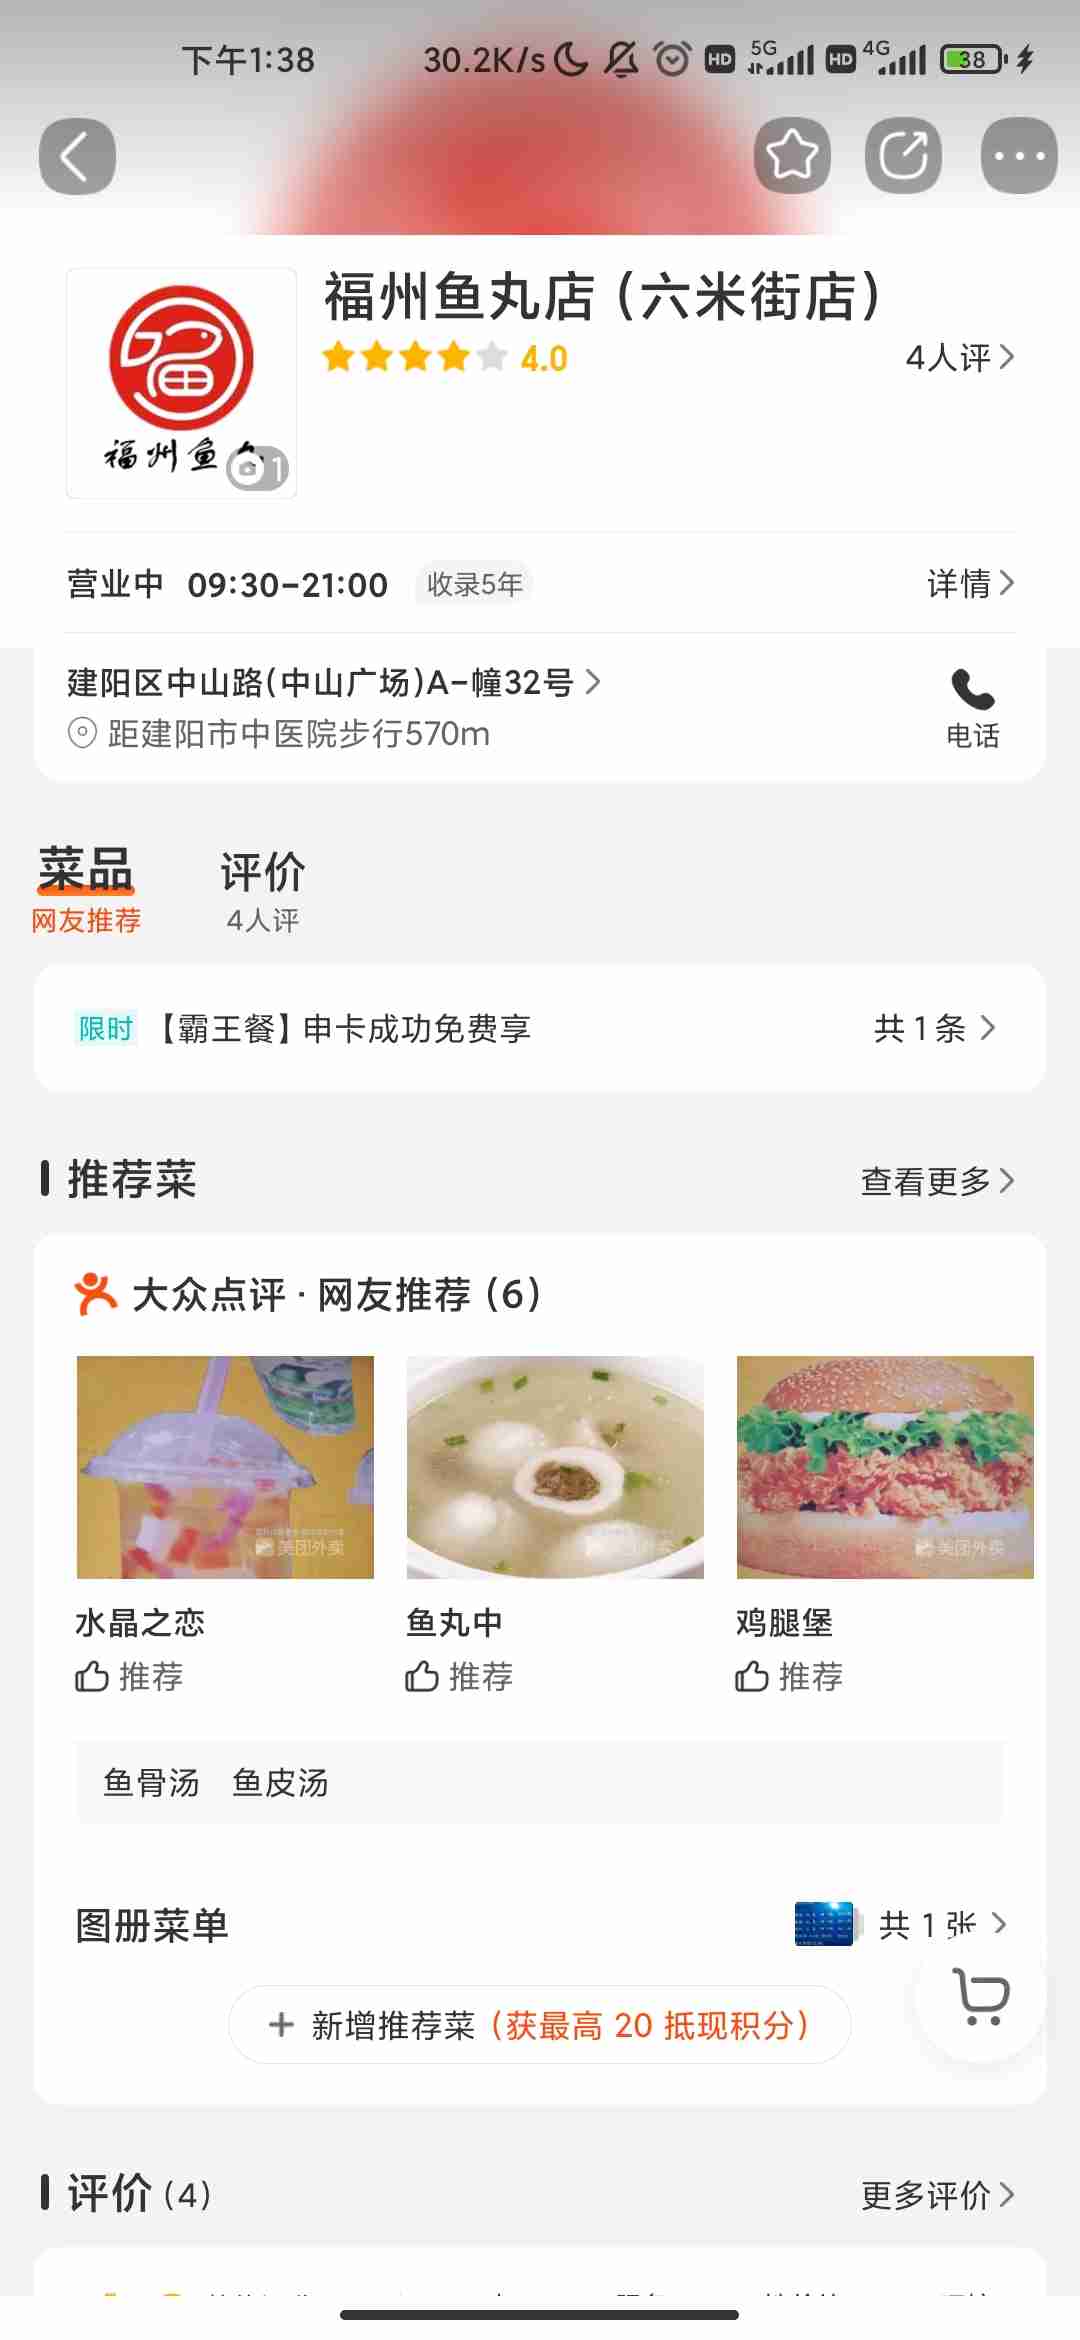 下午1:38
30.2K/s
HD
5G
HD
4G
38
福州鱼丸店（六米街店）
福州鱼
1
4.0
4人评
营业中 09:30-21:00 收录5年
详情
建阳区中山路(中山广场)A-幢32号
距建阳市中医院步行570m
电话
菜品
评价
网友推荐
4人评
限时 【霸王餐】申卡成功免费享
共1条
推荐菜
查看更多
大众点评·网友推荐（6）
美团外卖
美团外卖
水晶之恋
鱼丸中
鸡腿堡
推荐
推荐
推荐
鱼骨汤 鱼皮汤
图册菜单
共 1 张
+ 新增推荐菜（获最高 20 抵现积分）
评价（4）
更多评价